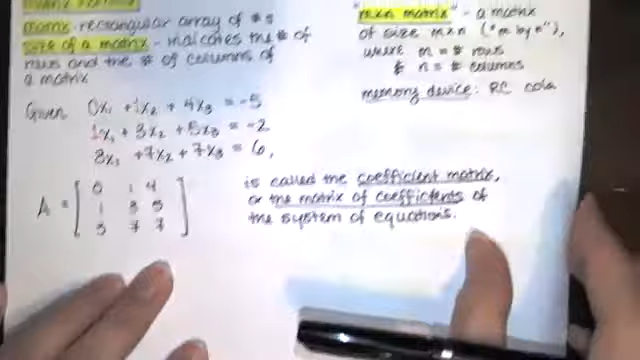 matrix - rectangular array of #s
size of a matrix - indicates the # of
rows and the # of columns of
a matrix
"mxn matrix" - a matrix
of size mxn ("m by n"),
where m = # rows
& n = # columns
memory device: RC cola
Given 0x₁ + 1x₂ + 4x₃ = -5
1x₁ + 3x₂ + 5x₃ = -2
3x₁ + 7x₂ + 7x₃ = 6,
A = [ 0 1 4
1 3 5
3 7 7 ]
is called the coefficient matrix,
or the matrix of coefficients of
the system of equations.